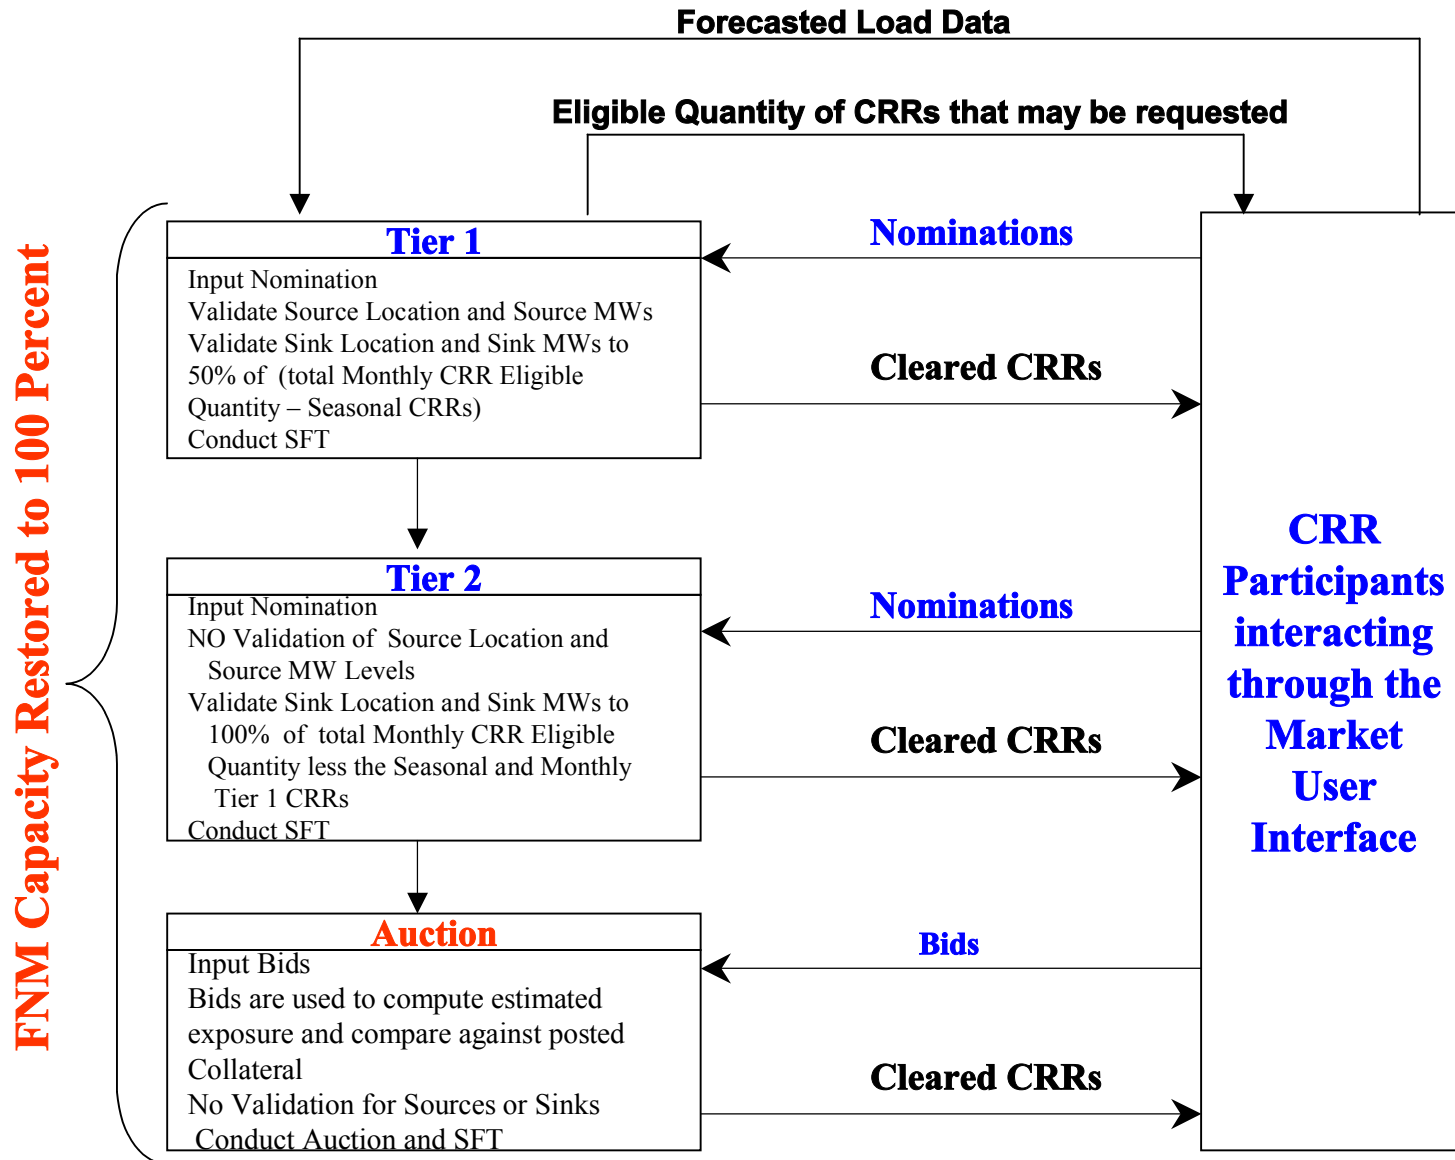 Forecasted Load Data
Eligible Quantity of CRRs that may be requested
FNM Capacity Restored to 100 Percent
Tier 1
Input Nomination
Validate Source Location and Source MWs
Validate Sink Location and Sink MWs to
50% of (total Monthly CRR Eligible
Quantity – Seasonal CRRs)
Conduct SFT
Nominations
Cleared CRRs
Tier 2
Input Nomination
NO Validation of Source Location and
Source MW Levels
Validate Sink Location and Sink MWs to
100% of total Monthly CRR Eligible
Quantity less the Seasonal and Monthly
Tier 1 CRRs
Conduct SFT
Nominations
Cleared CRRs
Auction
Input Bids
Bids are used to compute estimated
exposure and compare against posted
Collateral
No Validation for Sources or Sinks
Conduct Auction and SFT
Bids
Cleared CRRs
CRR
Participants
interacting
through the
Market
User
Interface